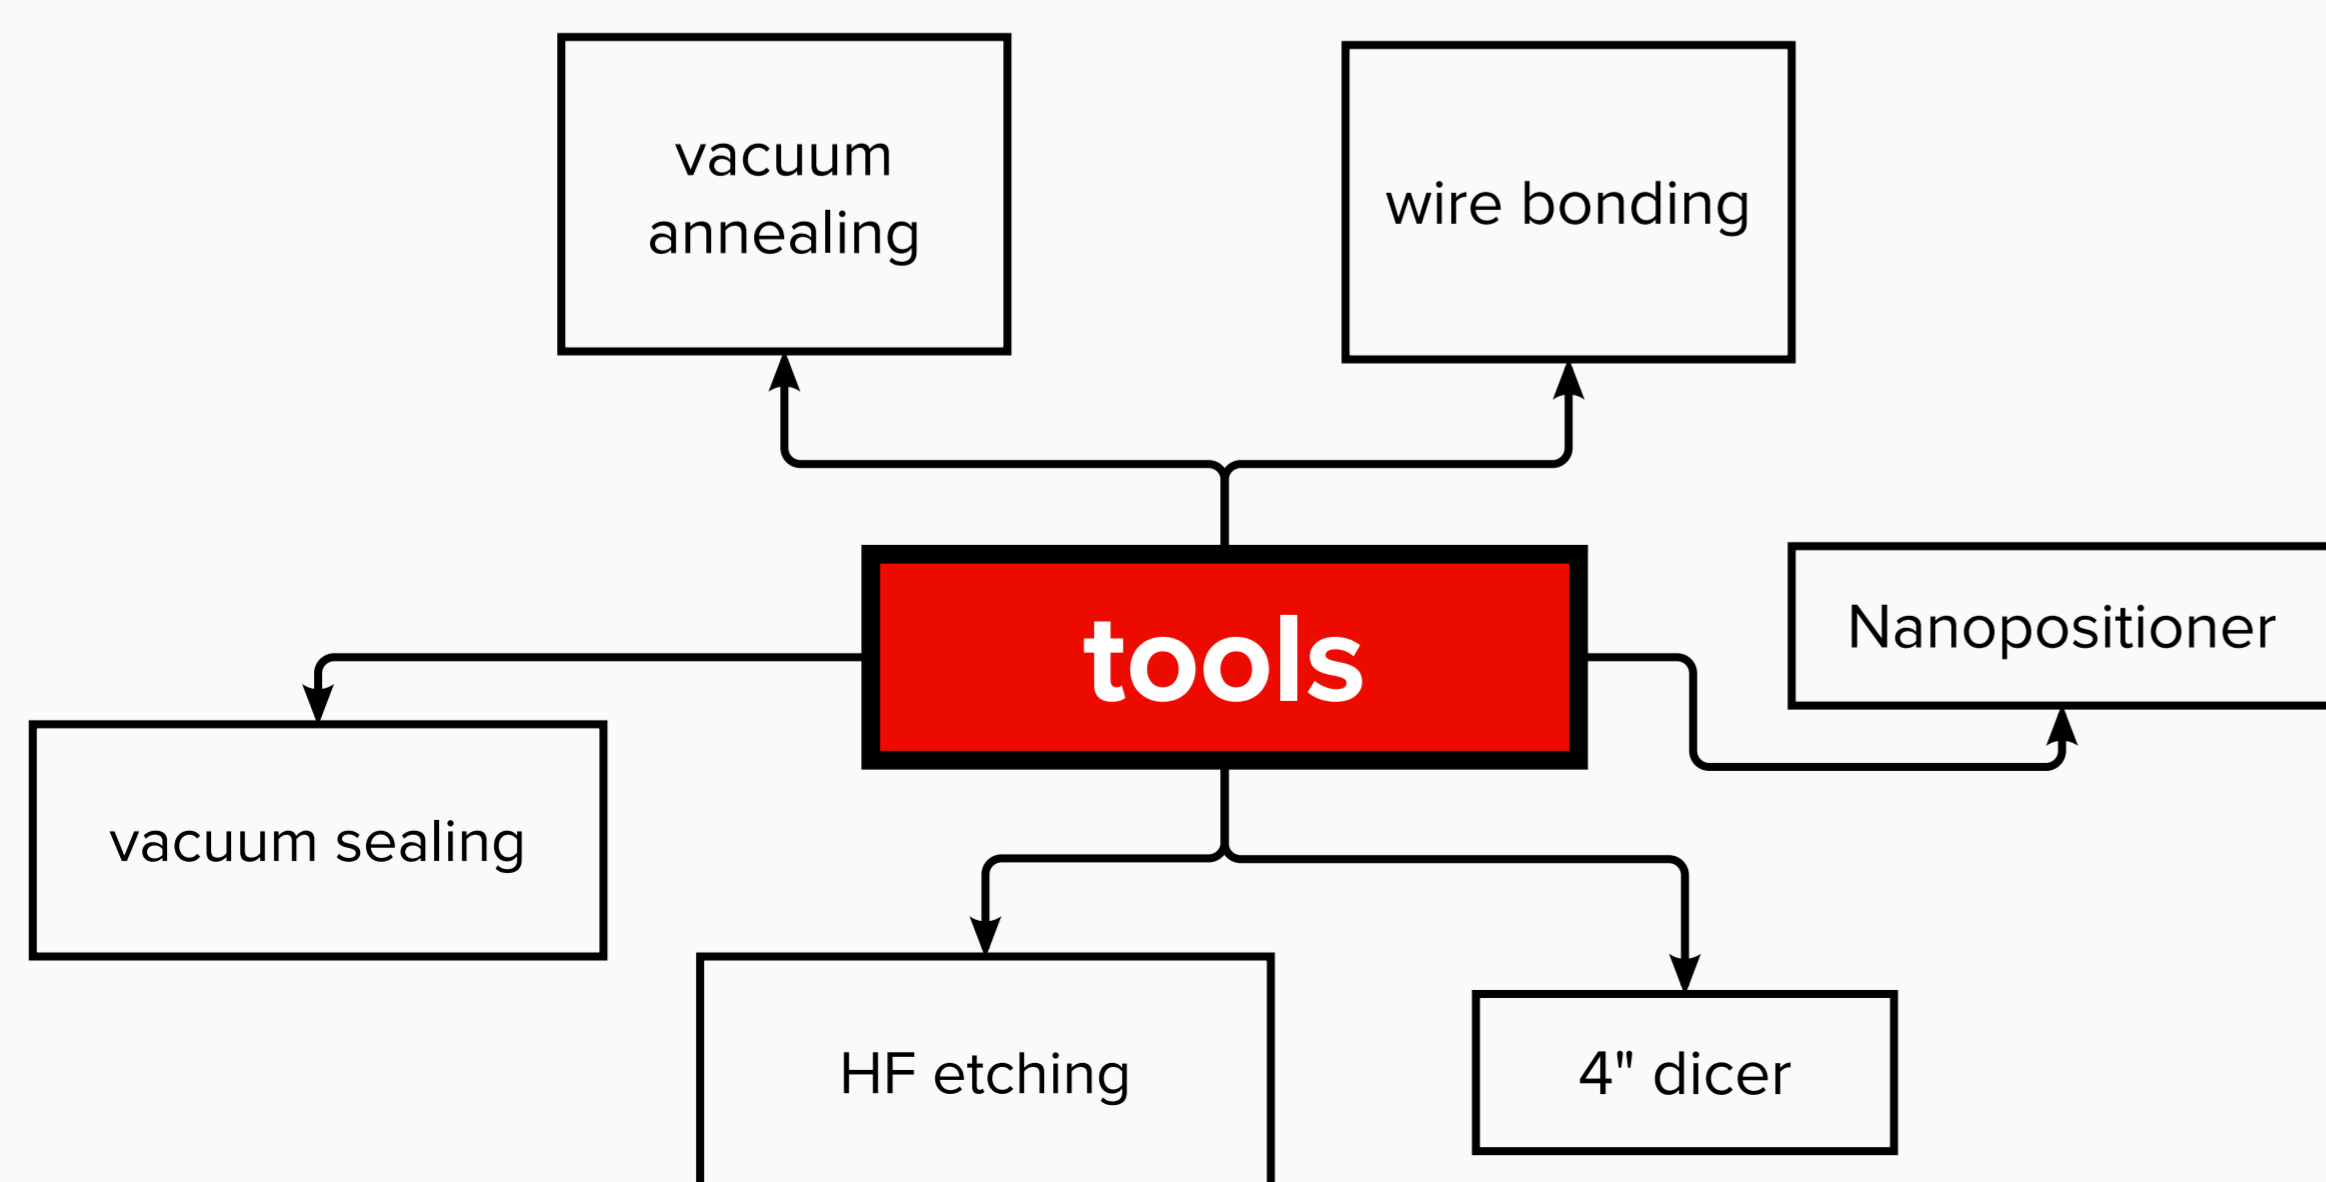 vacuum
annealing
wire bonding
tools
Nanopositioner
vacuum sealing
HF etching
4" dicer